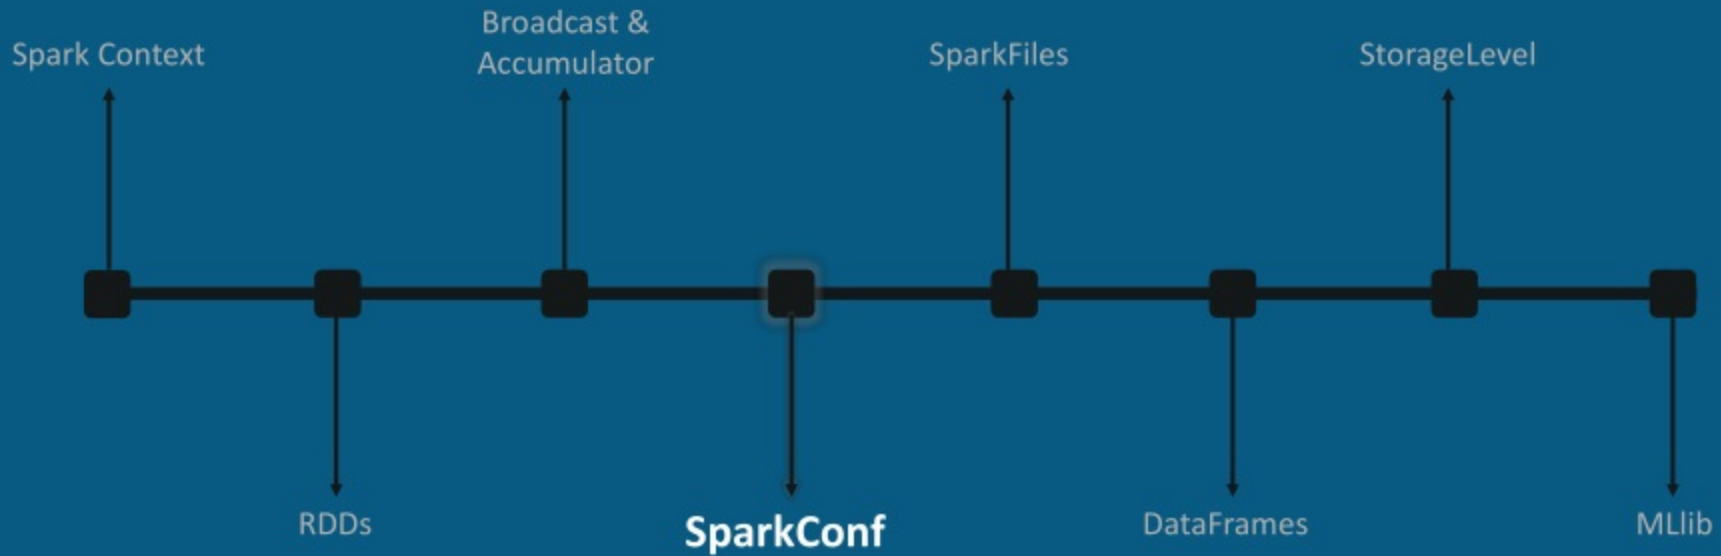 Spark Context
Broadcast &
Accumulator
SparkFiles
StorageLevel
RDDs
SparkConf
DataFrames
MLlib